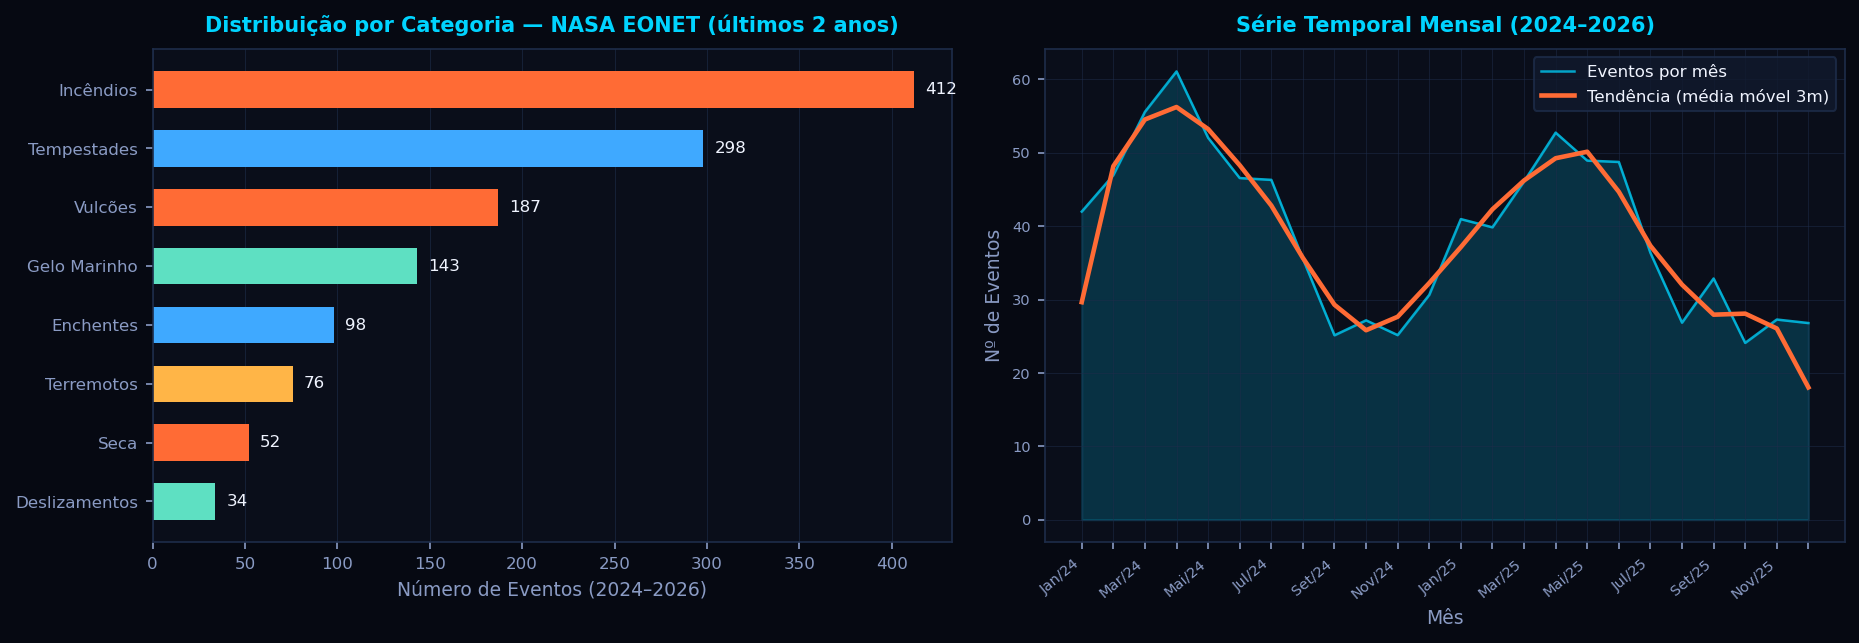 Distribuição por Categoria — NASA EONET (últimos 2 anos)
Incêndios
412
Tempestades
298
Vulcões
187
Gelo Marinho
143
Enchentes
98
Terremotos
76
Seca
52
Deslizamentos
34
0 50 100 150 200 250 300 350 400
Número de Eventos (2024–2026)
Série Temporal Mensal (2024–2026)
Eventos por mês
Tendência (média móvel 3m)
Nº de Eventos
60
50
40
30
20
10
0
Jan/24 Mar/24 Mai/24 Jul/24 Set/24 Nov/24 Jan/25 Mar/25 Mai/25 Jul/25 Set/25 Nov/25
Mês